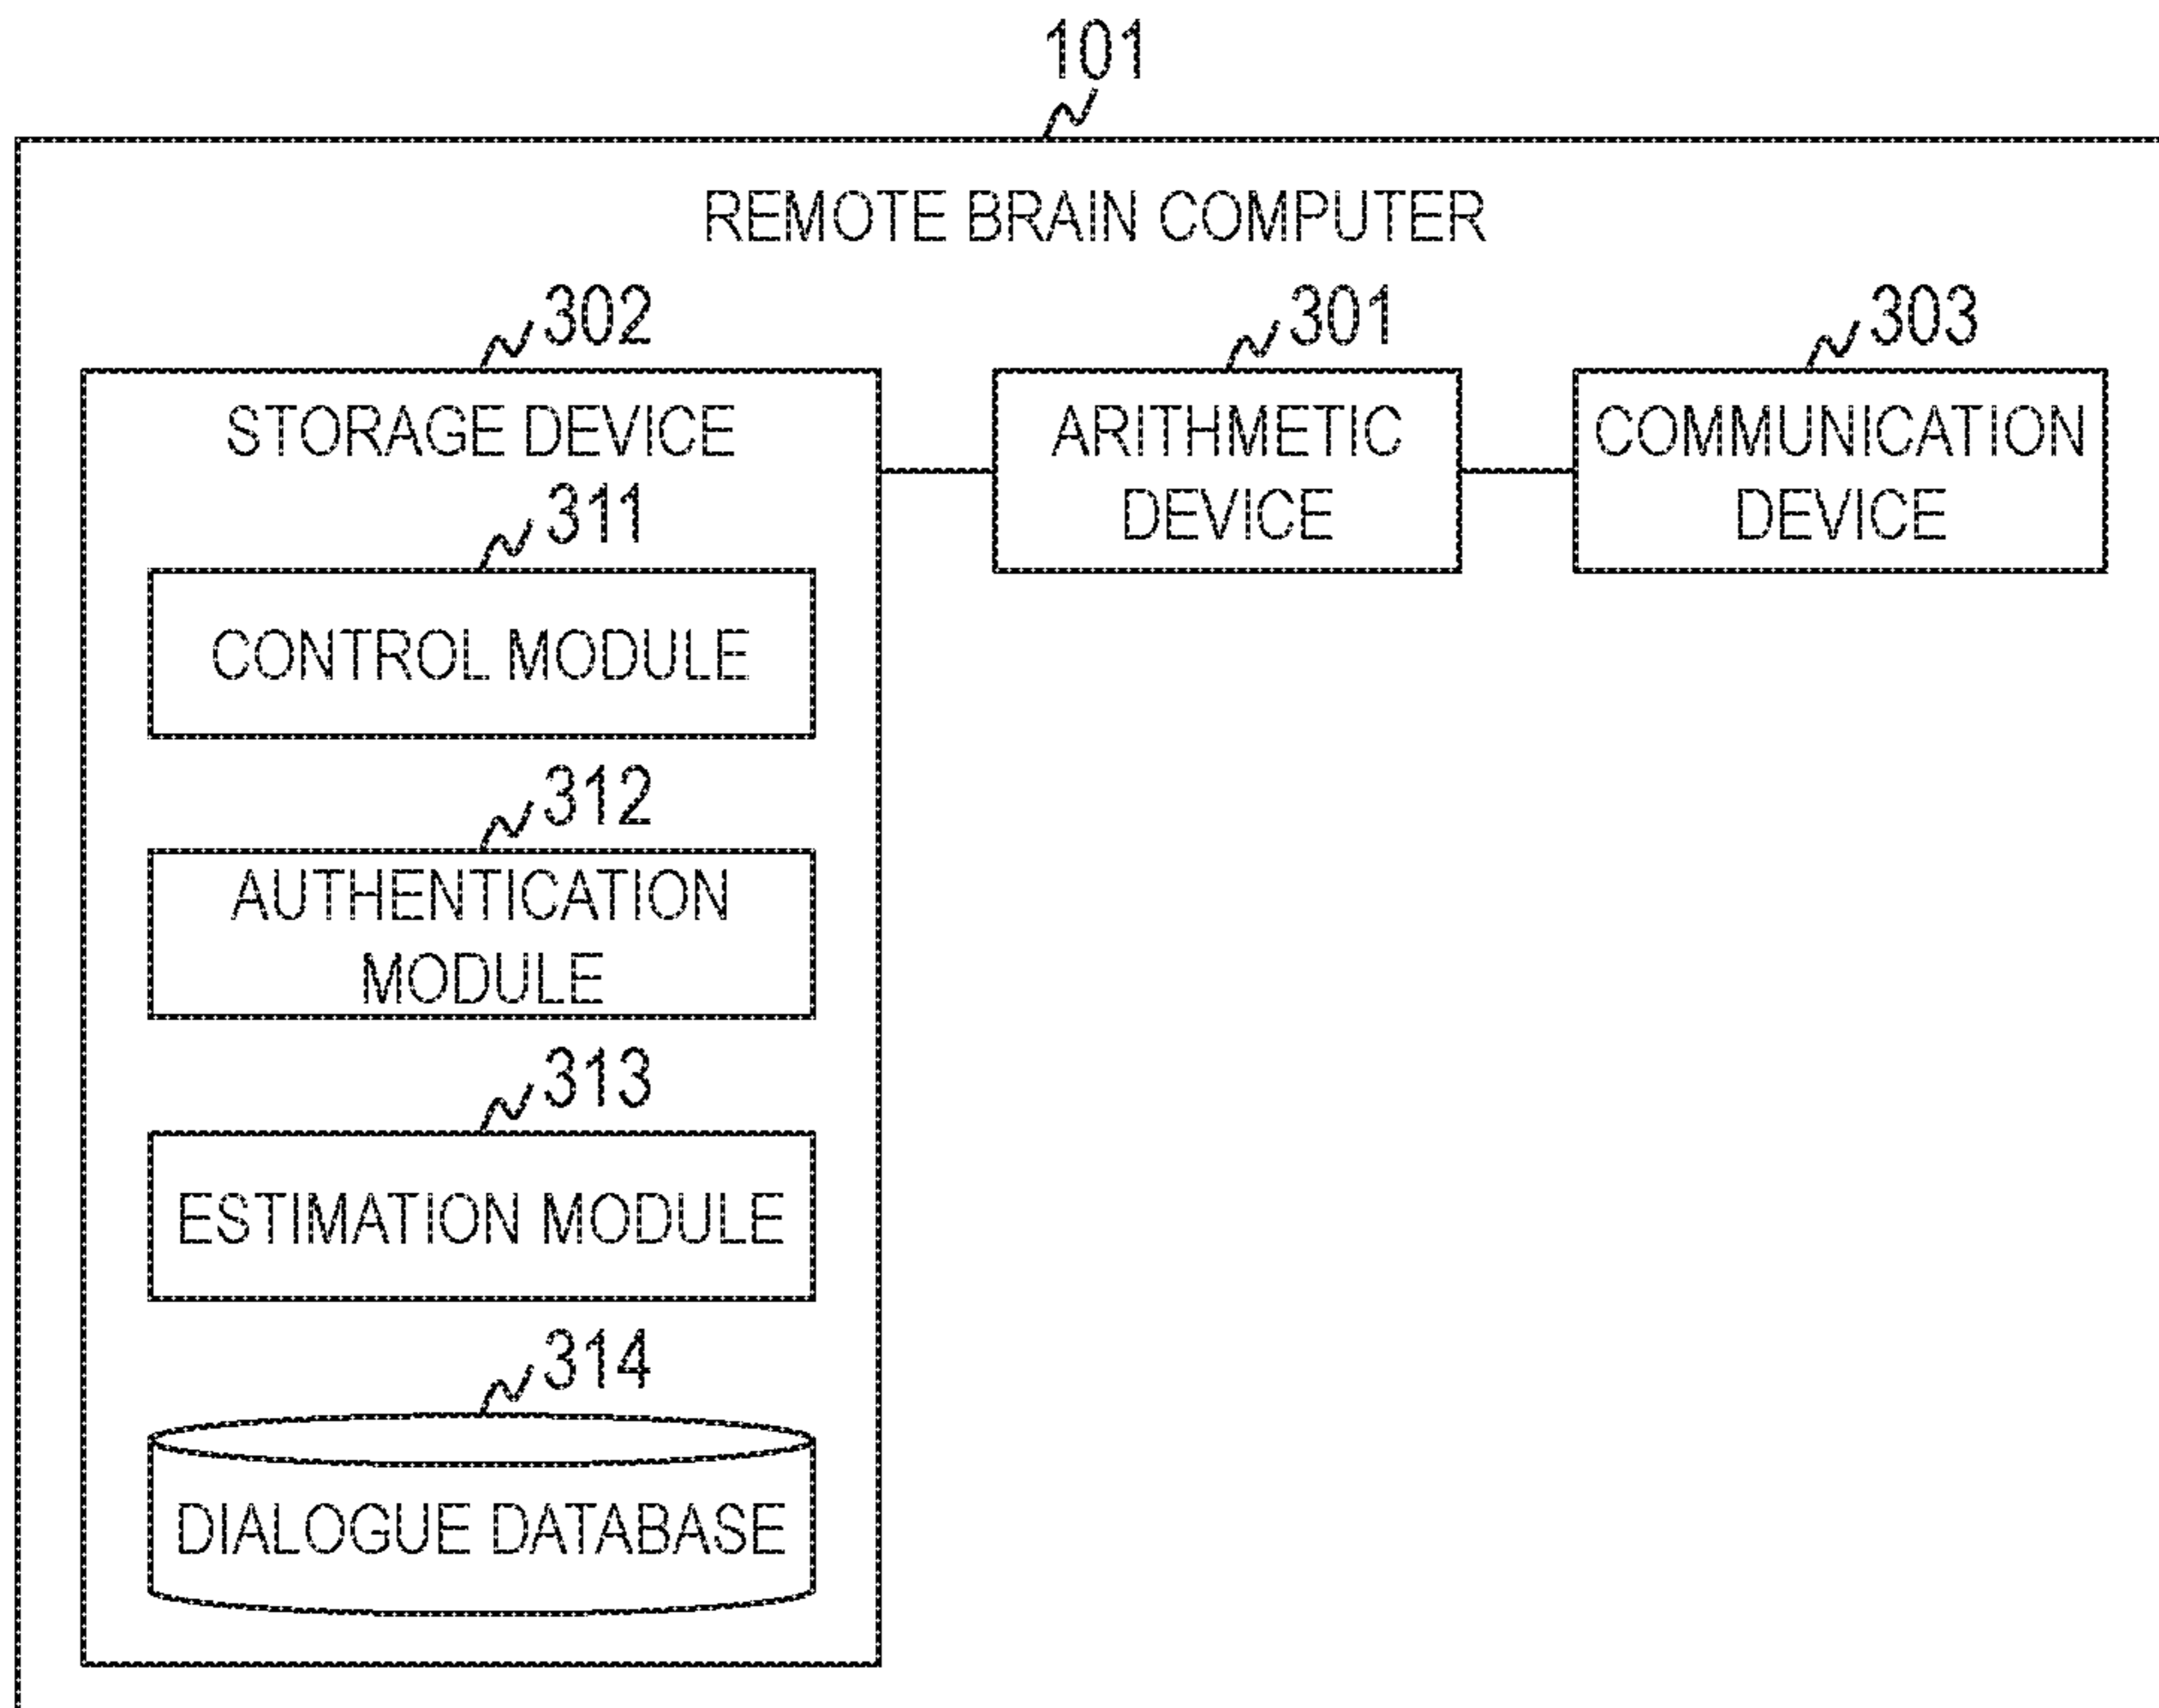 101
REMOTE BRAIN COMPUTER
302
301
303
STORAGE DEVICE
ARITHMETIC
DEVICE
COMMUNICATION
DEVICE
311
CONTROL MODULE
312
AUTHENTICATION
MODULE
313
ESTIMATION MODULE
314
DIALOGUE DATABASE